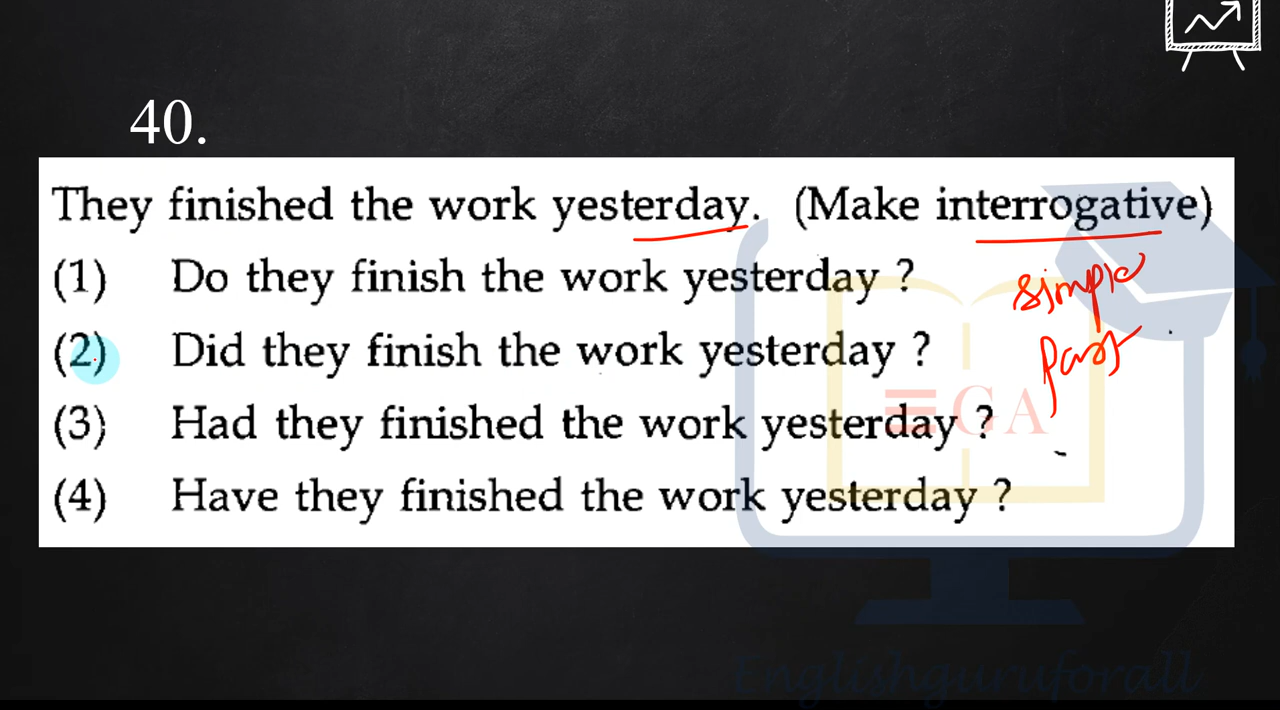 40.
They finished the work yesterday. (Make interrogative)
(1) Do they finish the work yesterday ?
simple
(2) Did they finish the work yesterday ?
past
(3) Had they finished the work yesterday ?
EGA
(4) Have they finished the work yesterday ?
Englishguruforall